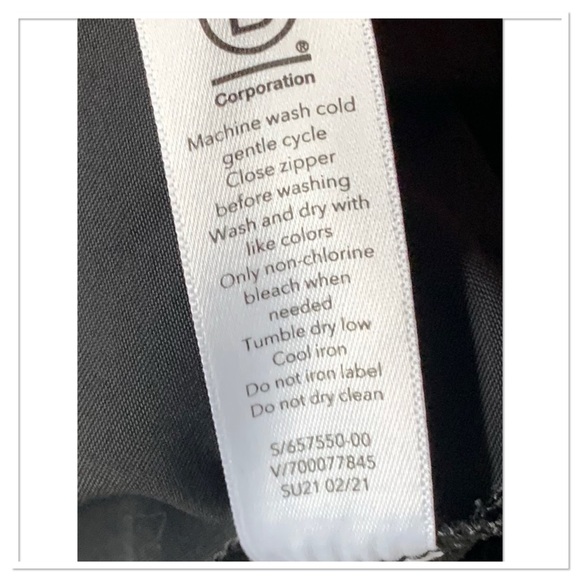 B
®
Corporation
Machine wash cold
gentle cycle
Close zipper
before washing
Wash and dry with
like colors
Only non-chlorine
bleach when
needed
Tumble dry low
Cool iron
Do not iron label
Do not dry clean
S/657550-00
V/700077845
SU21 02/21